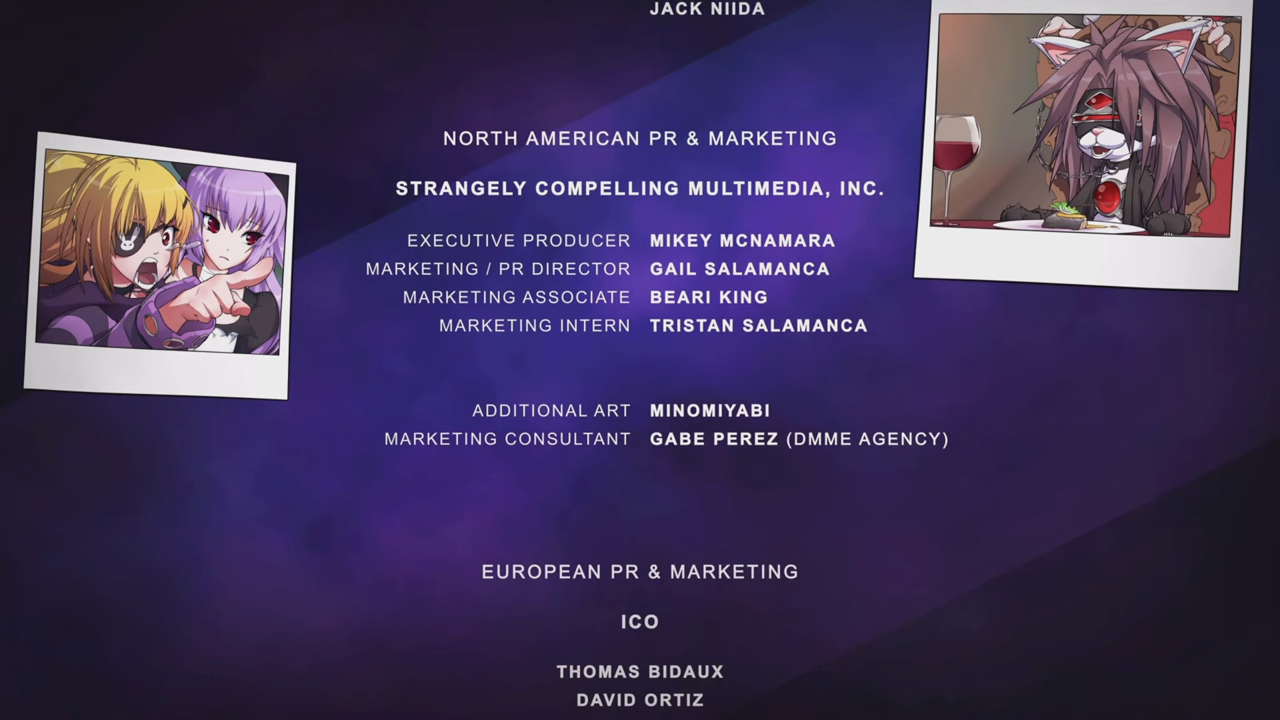 JACK NIIDA
NORTH AMERICAN PR & MARKETING
STRANGELY COMPELLING MULTIMEDIA, INC.
EXECUTIVE PRODUCER MIKEY MCNAMARA
MARKETING / PR DIRECTOR GAIL SALAMANCA
MARKETING ASSOCIATE BEARI KING
MARKETING INTERN TRISTAN SALAMANCA
ADDITIONAL ART MINOMIYABI
MARKETING CONSULTANT GABE PEREZ (DMME AGENCY)
EUROPEAN PR & MARKETING
ICO
THOMAS BIDAUX
DAVID ORTIZ